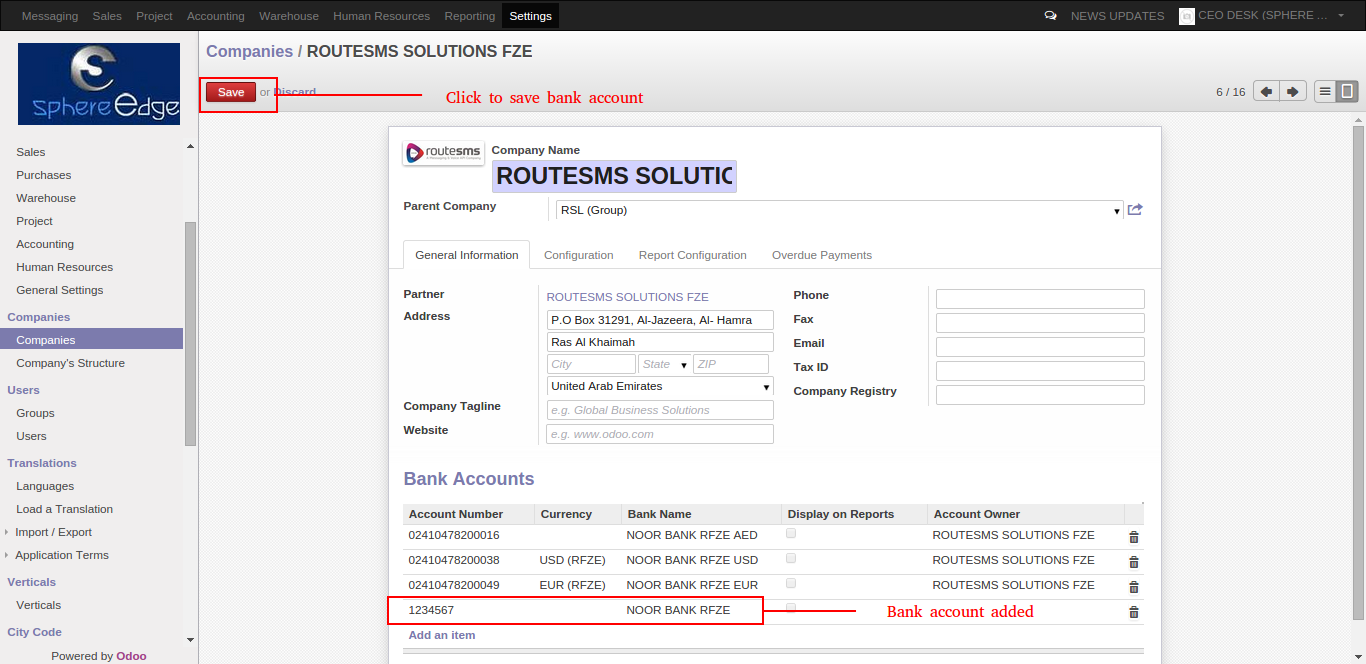 Messaging Sales Project Accounting Warehouse Human Resources Reporting Settings NEWS UPDATES CEO DESK (SPHERE ...
sphereEdge
Companies / ROUTESMS SOLUTIONS FZE
Save or Discard
Click to save bank account
6 / 16
Sales
Purchases
Warehouse
Project
Accounting
Human Resources
General Settings
Companies
Companies
Company's Structure
Users
Groups
Users
Translations
Languages
Load a Translation
Import / Export
Application Terms
Verticals
Verticals
City Code
Powered by Odoo
routesms
Company Name
ROUTESMS SOLUTIC
Parent Company RSL (Group)
General Information Configuration Report Configuration Overdue Payments
Partner ROUTESMS SOLUTIONS FZE
Address P.O Box 31291, Al-Jazeera, Al- Hamra
Ras Al Khaimah
City State ZIP
United Arab Emirates
Company Tagline e.g. Global Business Solutions
Website e.g. www.odoo.com
Phone
Fax
Email
Tax ID
Company Registry
Bank Accounts
Account Number Currency Bank Name Display on Reports Account Owner
02410478200016 NOOR BANK RFZE AED ROUTESMS SOLUTIONS FZE
02410478200038 USD (RFZE) NOOR BANK RFZE USD ROUTESMS SOLUTIONS FZE
02410478200049 EUR (RFZE) NOOR BANK RFZE EUR ROUTESMS SOLUTIONS FZE
1234567 NOOR BANK RFZE
Bank account added
Add an item